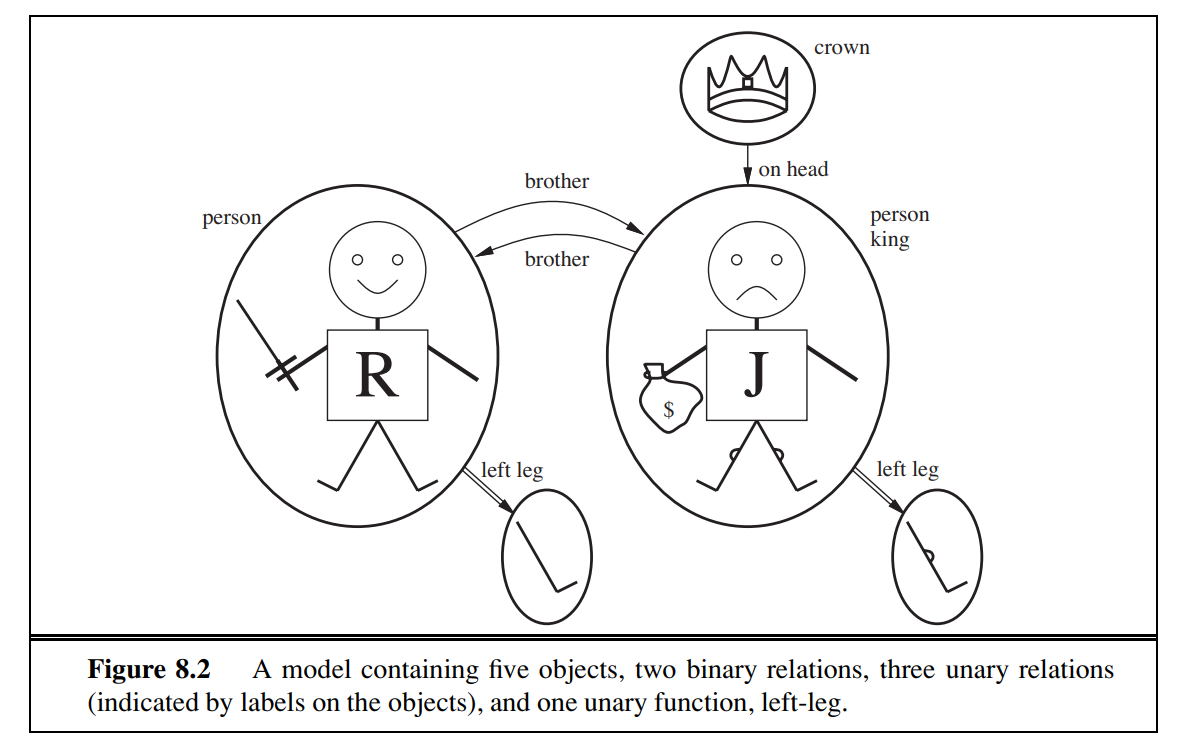 crown
on head
brother
person
person
king
brother
R
J
$
left leg
left leg
Figure 8.2 A model containing five objects, two binary relations, three unary relations
(indicated by labels on the objects), and one unary function, left-leg.